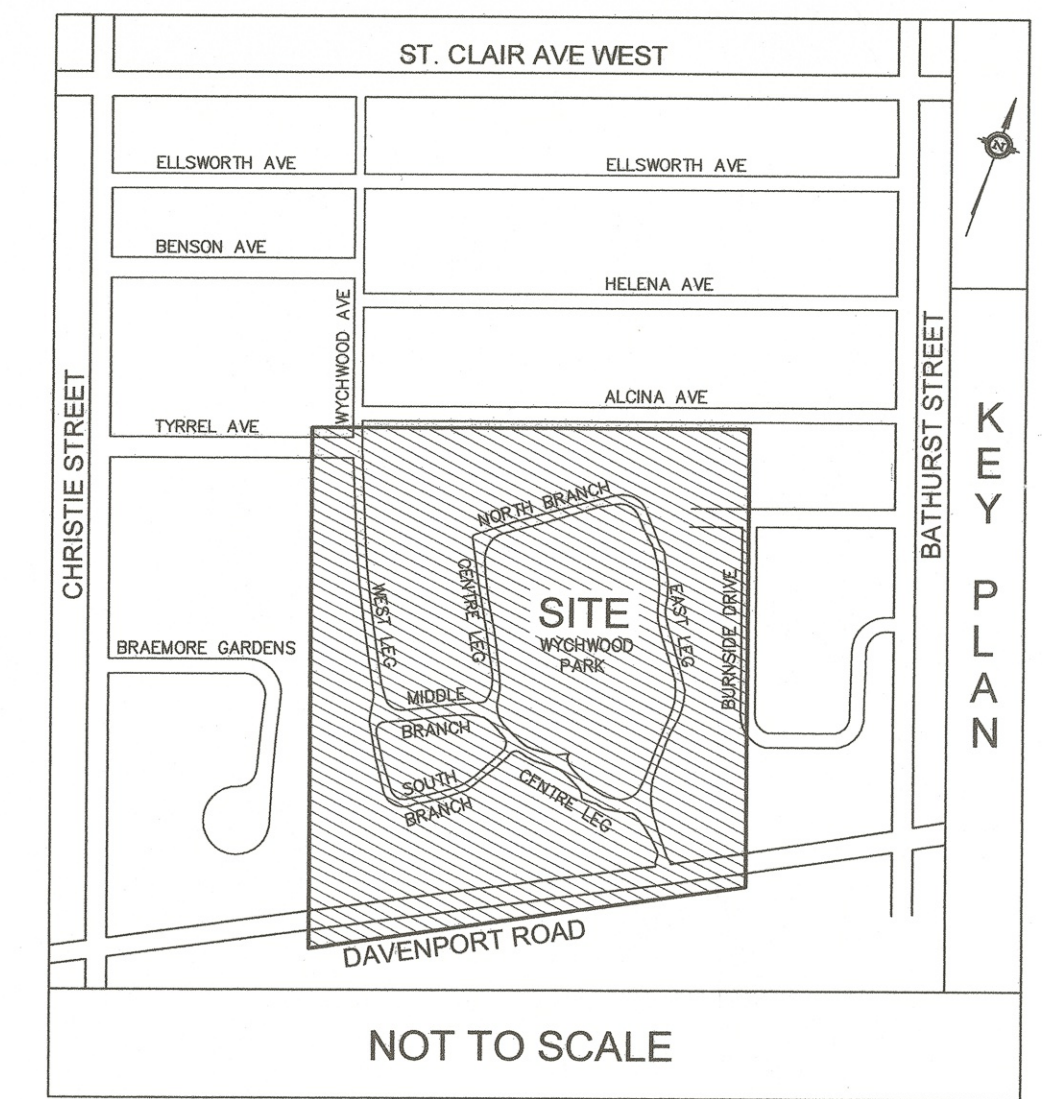 ST. CLAIR AVE WEST
ELLSWORTH AVE
ELLSWORTH AVE
N
BENSON AVE
HELENA AVE
WYCHWOOD AVE
ALCINA AVE
TYRREL AVE
CHRISTIE STREET
BATHURST STREET
KEY PLAN
NORTH BRANCH
CENTRE LEG
WEST LEG
EAST LEG
BURNSIDE DRIVE
SITE
WYCHWOOD
PARK
BRAEMORE GARDENS
MIDDLE
BRANCH
SOUTH
BRANCH
CENTRE LEG
DAVENPORT ROAD
NOT TO SCALE